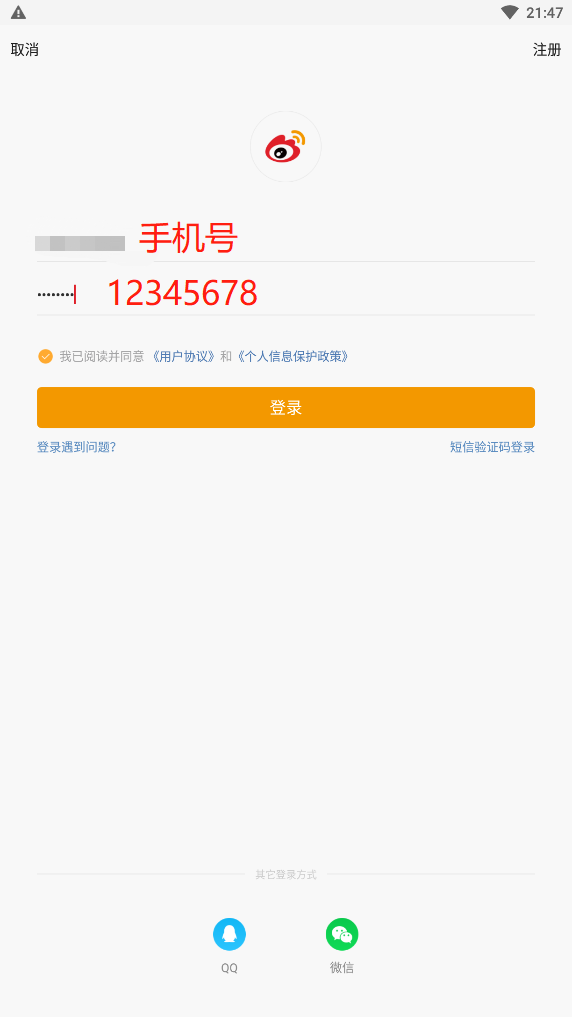 21:47
取消 注册
手机号
•••••••• 12345678
我已阅读并同意 《用户协议》和《个人信息保护政策》
登录
登录遇到问题? 短信验证码登录
其它登录方式
QQ 微信